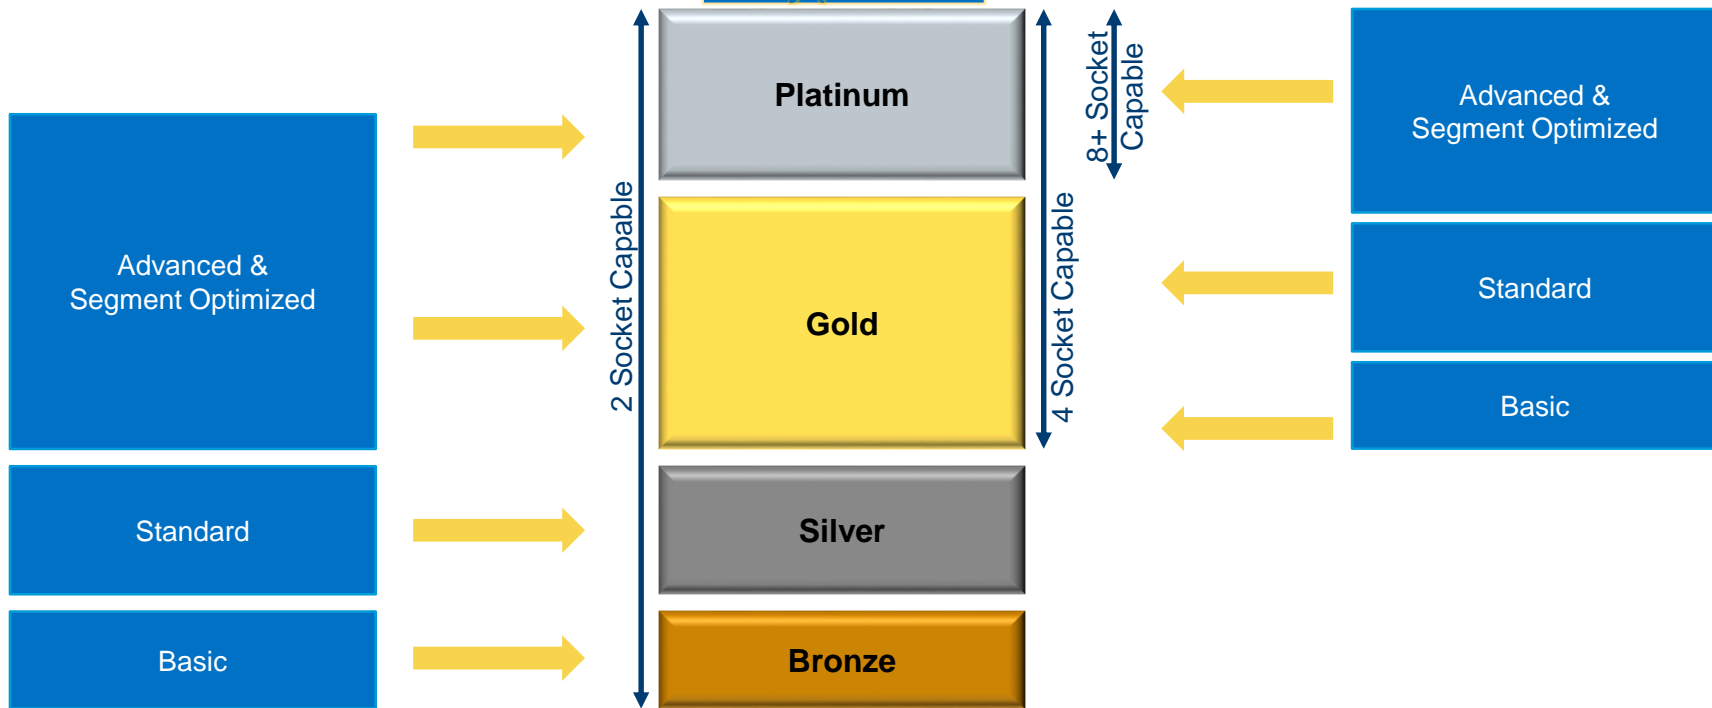 Advanced &
Segment Optimized
Standard
Basic
2 Socket Capable
Platinum
Gold
Silver
Bronze
4 Socket Capable
8+ Socket
Capable
Advanced &
Segment Optimized
Standard
Basic